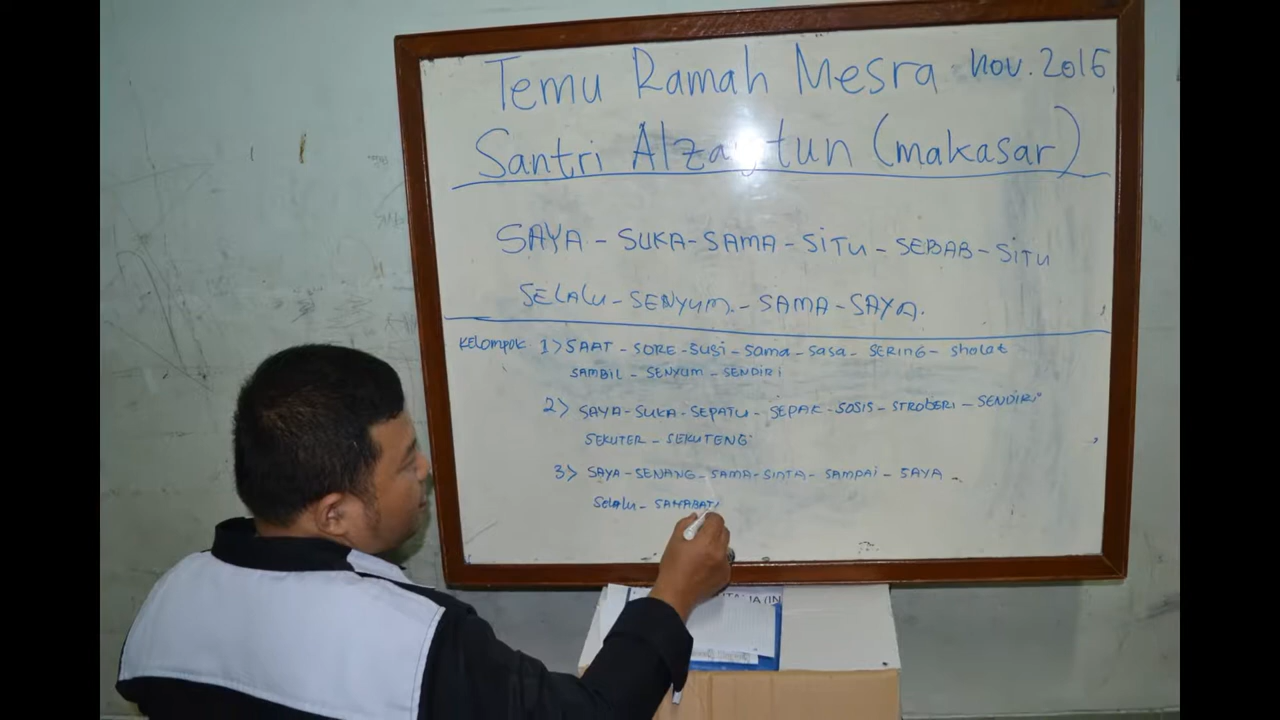 Temu Ramah Mesra nov. 2016
Santri Alzaytun (makasar)
SAYA - SUKA - SAMA - SiTU - SEBAB - SiTU
SELALU - SENYUM - SAMA - SAYA.
KELOMPOK 1> SAAT - SORE - SUSI - SAMA - SASA - SERING - Sholat
SAMBIL - SENYUM - SENDIRI
2> SAYA - SUKA - SEPATU - SEPAK - SOSIS - STROBERI - SENDIRI
SEKUTER - SEKUTENG
3> SAYA - SENANG - SAMA - SINTA - SAMPAI - SAYA -
Selalu - SAHABAT